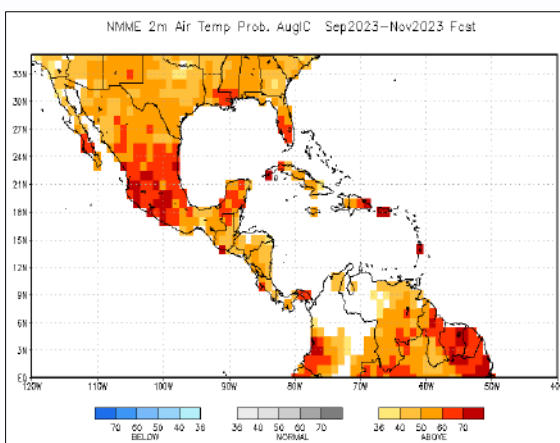 NMME 2m Air Temp Prob. AugIC Sep2023-Nov2023 Fcst
33N
30N
27N
24N
21N
18N
15N
12N
9N
6N
3N
EQ
120W 110W 100W 90W 80W 70W 60W 50W 40
70 60 50 40 36
BELOW
36 40 50 60 70
NORMAL
36 40 50 60 70
ABOVE